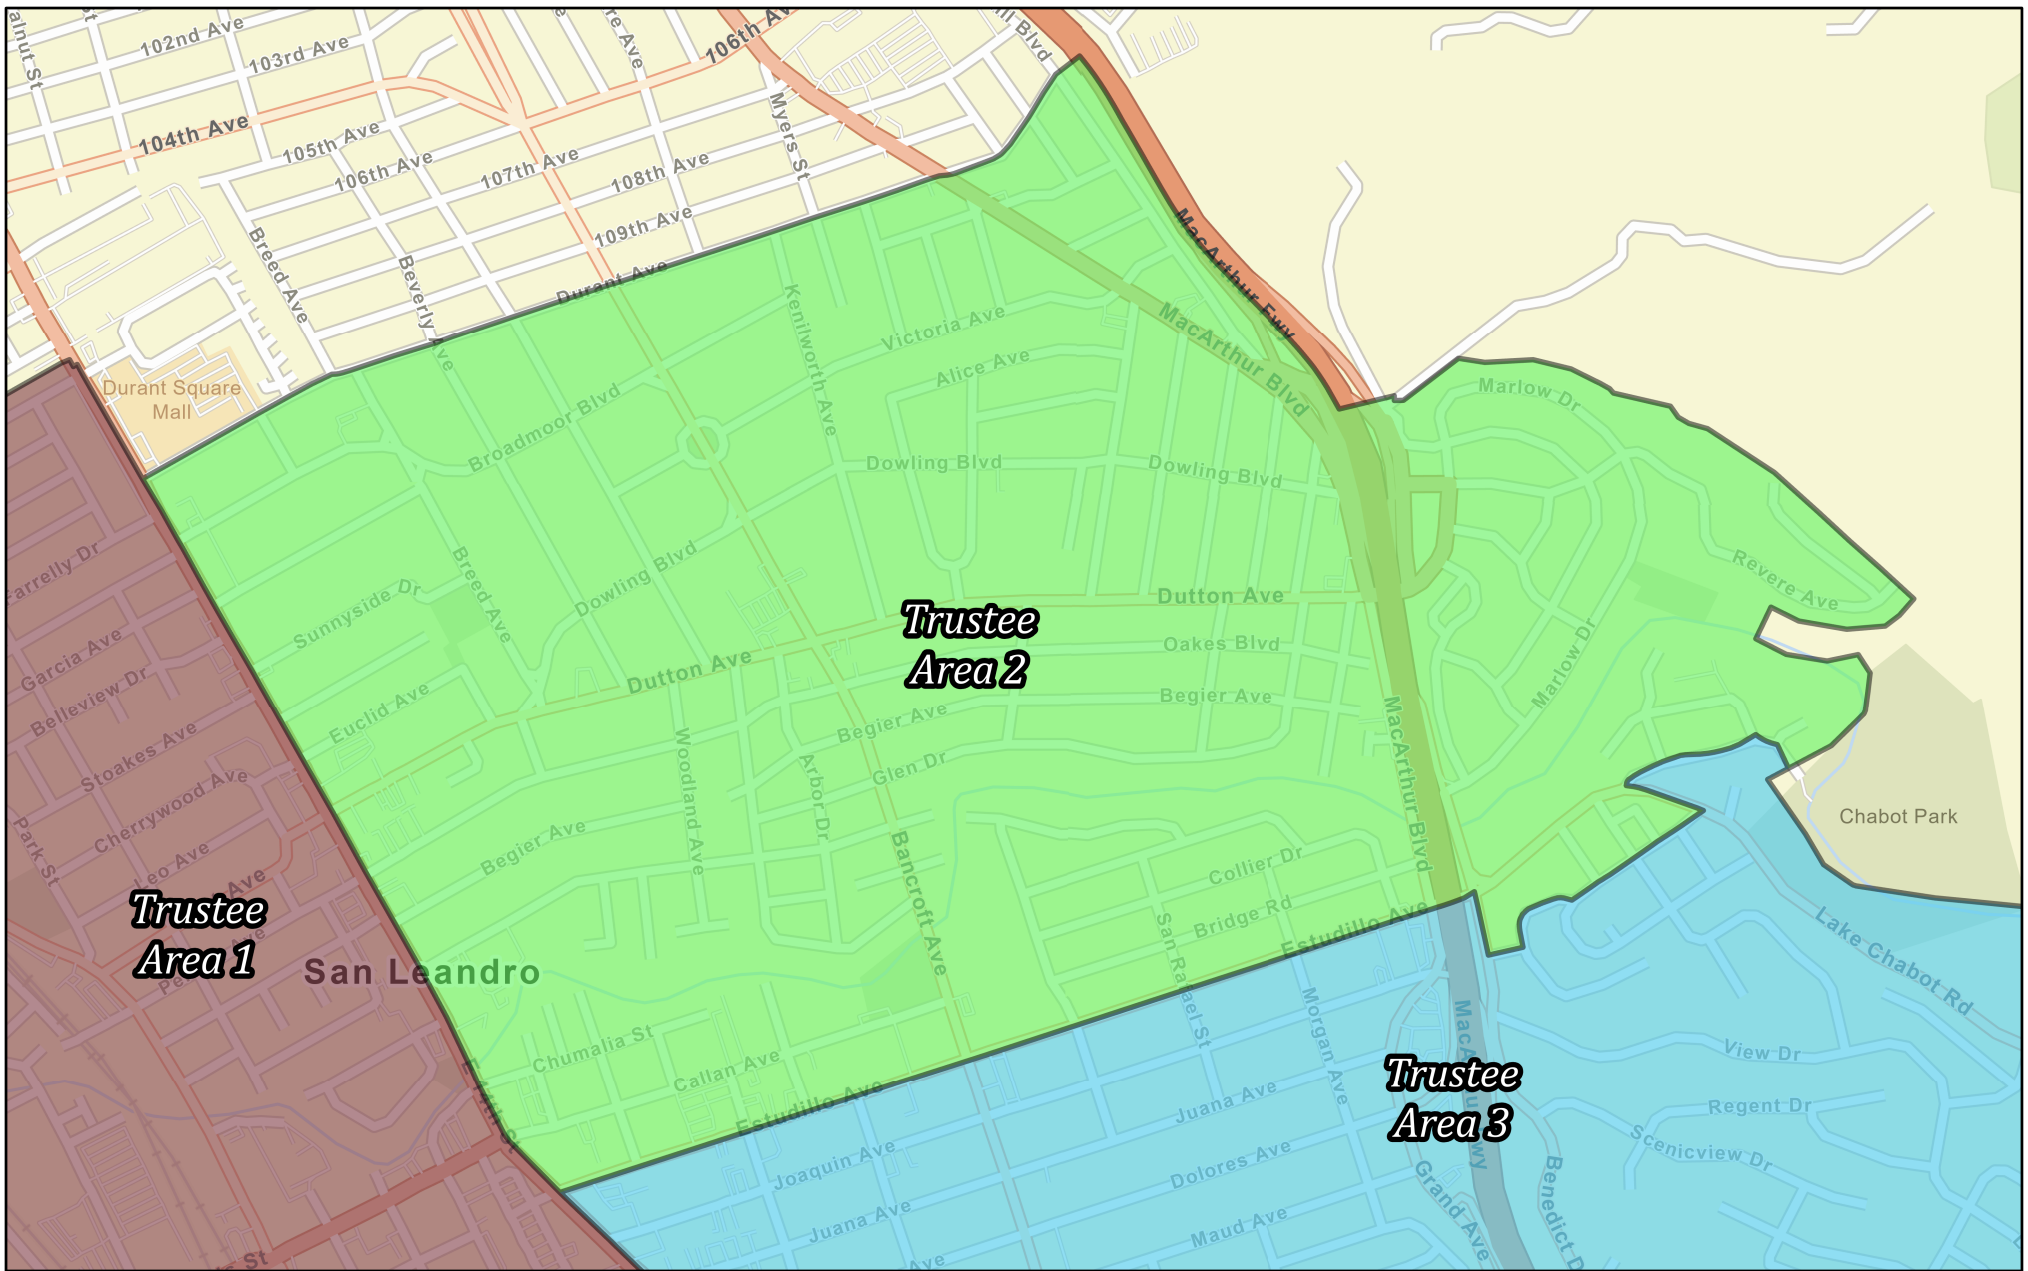 102nd Ave
103rd Ave
106th Av
104th Ave
105th Ave
106th Ave
107th Ave
108th Ave
109th Ave
Myers St
MacArthur Fwy
Breed Ave
Beverly Ave
Durant Ave
Kenilworth Ave
Victoria Ave
MacArthur Blvd
Alice Ave
Durant Square
Mall
Broadmoor Blvd
Marlow Dr
Dowling Blvd
Dowling Blvd
Farrelly Dr
Sunnyside Dr
Breed Ave
Dowling Blvd
Revere Ave
Dutton Ave
Trustee
Area 2
Garcia Ave
Oakes Blvd
Belleview Dr
Dutton Ave
Marlow Dr
Euclid Ave
Begier Ave
Begier Ave
Stoakes Ave
Woodland Ave
Arbor Dr
Glen Dr
MacArthur Blvd
Cherrywood Ave
Chabot Park
Park St
Leo Ave
Begier Ave
Bancroft Ave
Collier Dr
Ave
Trustee
Area 1
Bridge Rd
San Rafael St
Estudillo Ave
Lake Chabot Rd
San Leandro
Morgan Ave
Chumalia St
Callan Ave
View Dr
Trustee
Area 3
Estudillo Ave
Juana Ave
Regent Dr
Scenicview Dr
Joaquin Ave
Dolores Ave
Grand Ave
Juana Ave
Maud Ave
Ave
St